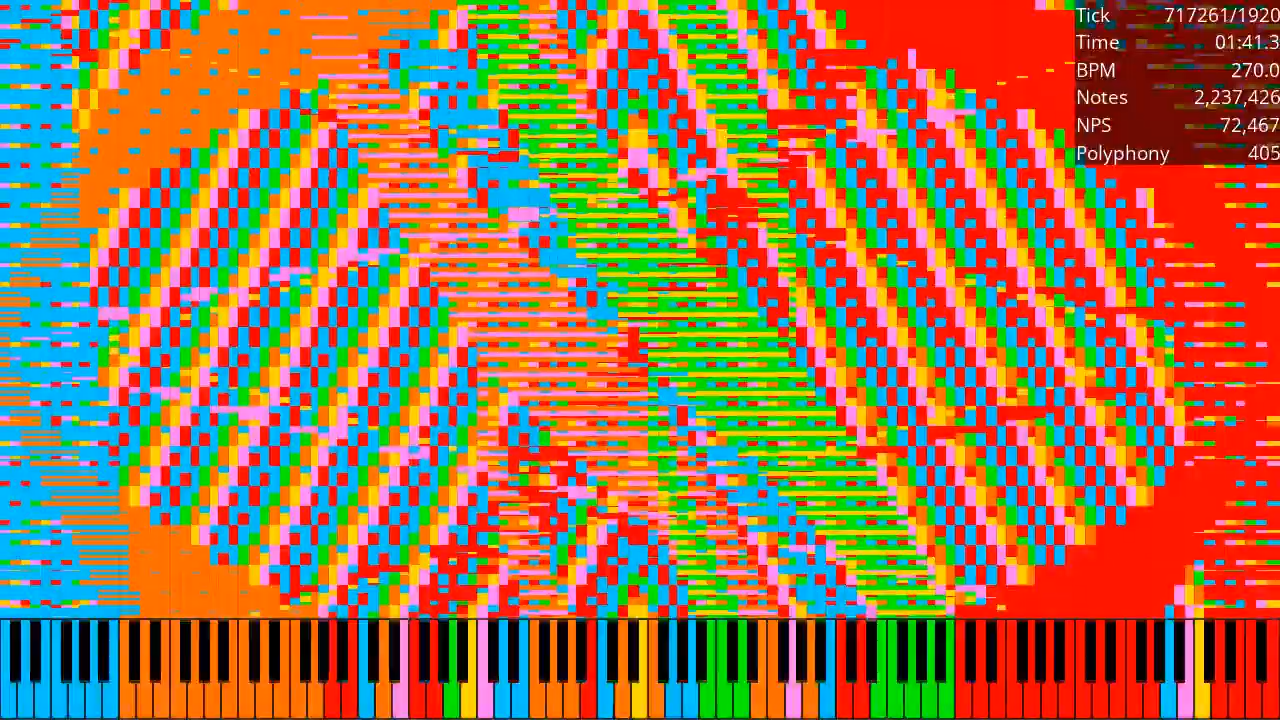 Tick 717261/1920
Time 01:41.3
BPM 270.0
Notes 2,237,426
NPS 72,467
Polyphony 405